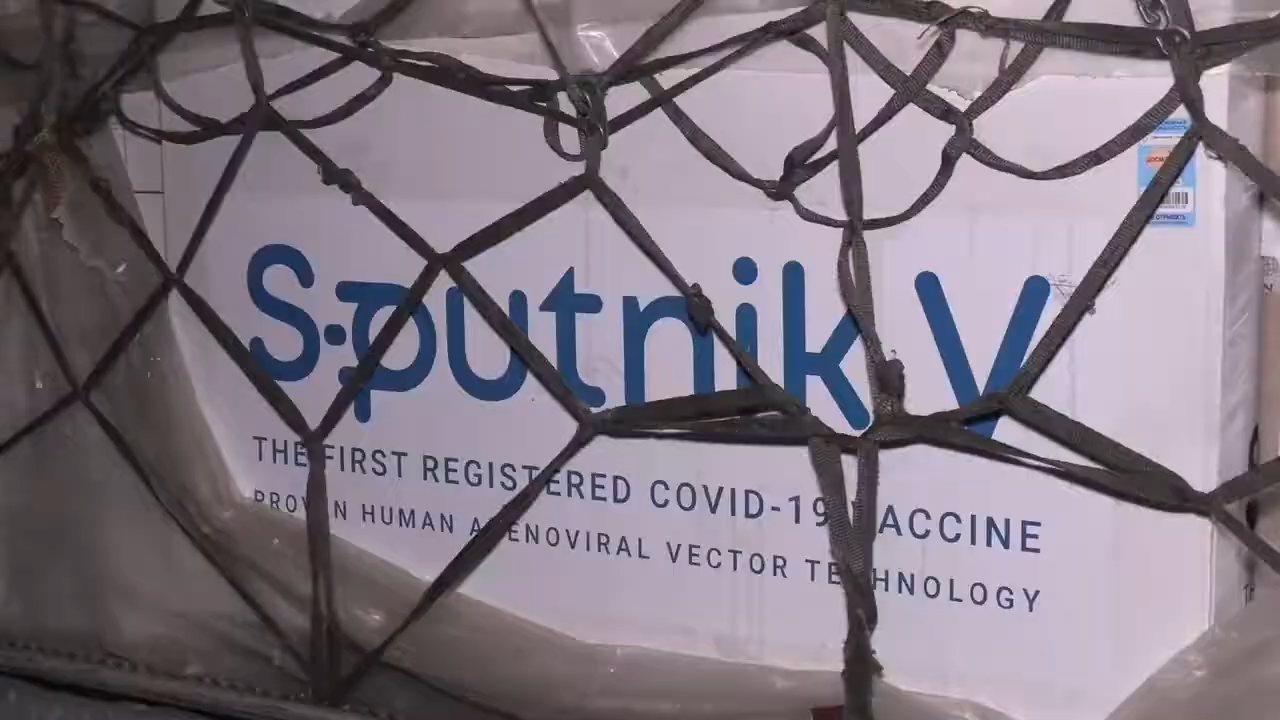 Sputnik V
THE FIRST REGISTERED COVID-19 VACCINE
PROVEN HUMAN ADENOVIRAL VECTOR TECHNOLOGY